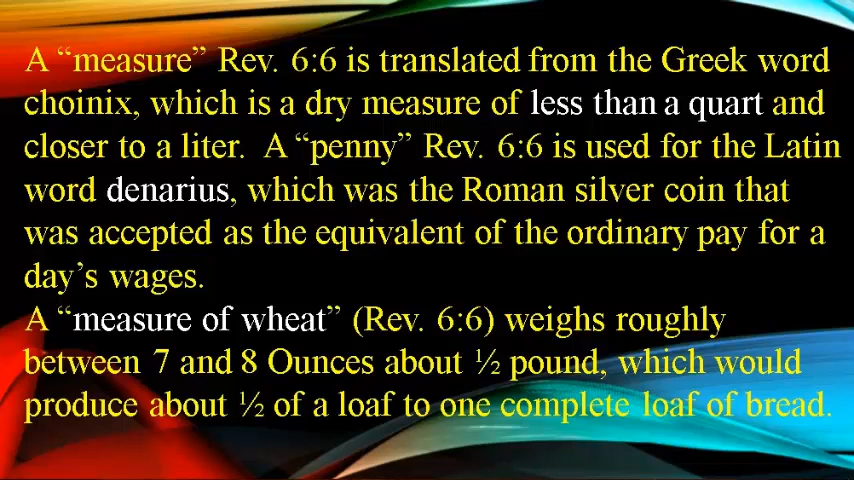 A “measure” Rev. 6:6 is translated from the Greek word
choinix, which is a dry measure of less than a quart and
closer to a liter.  A “penny” Rev. 6:6 is used for the Latin
word denarius, which was the Roman silver coin that
was accepted as the equivalent of the ordinary pay for a
day’s wages.
A “measure of wheat” (Rev. 6:6) weighs roughly
between 7 and 8 Ounces about ½ pound, which would
produce about ½ of a loaf to one complete loaf of bread.